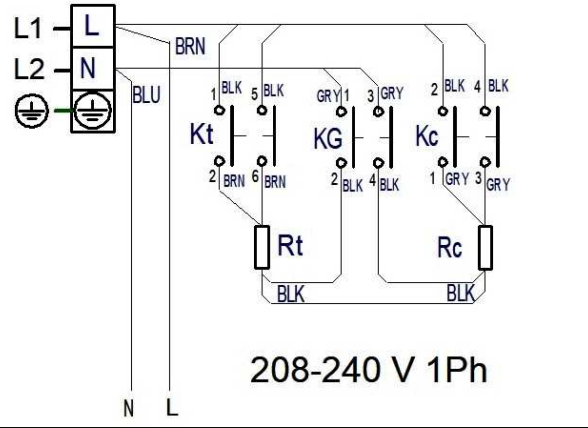 L1 - L
BRN
L2 - N
BLU
1 BLK 5 BLK GRY 1 3 GRY 2 BLK 4 BLK
Kt KG Kc
2 BRN 6 BRN 2 BLK 4 BLK 1 GRY 3 GRY
Rt Rc
BLK BLK
208-240 V 1Ph
N L